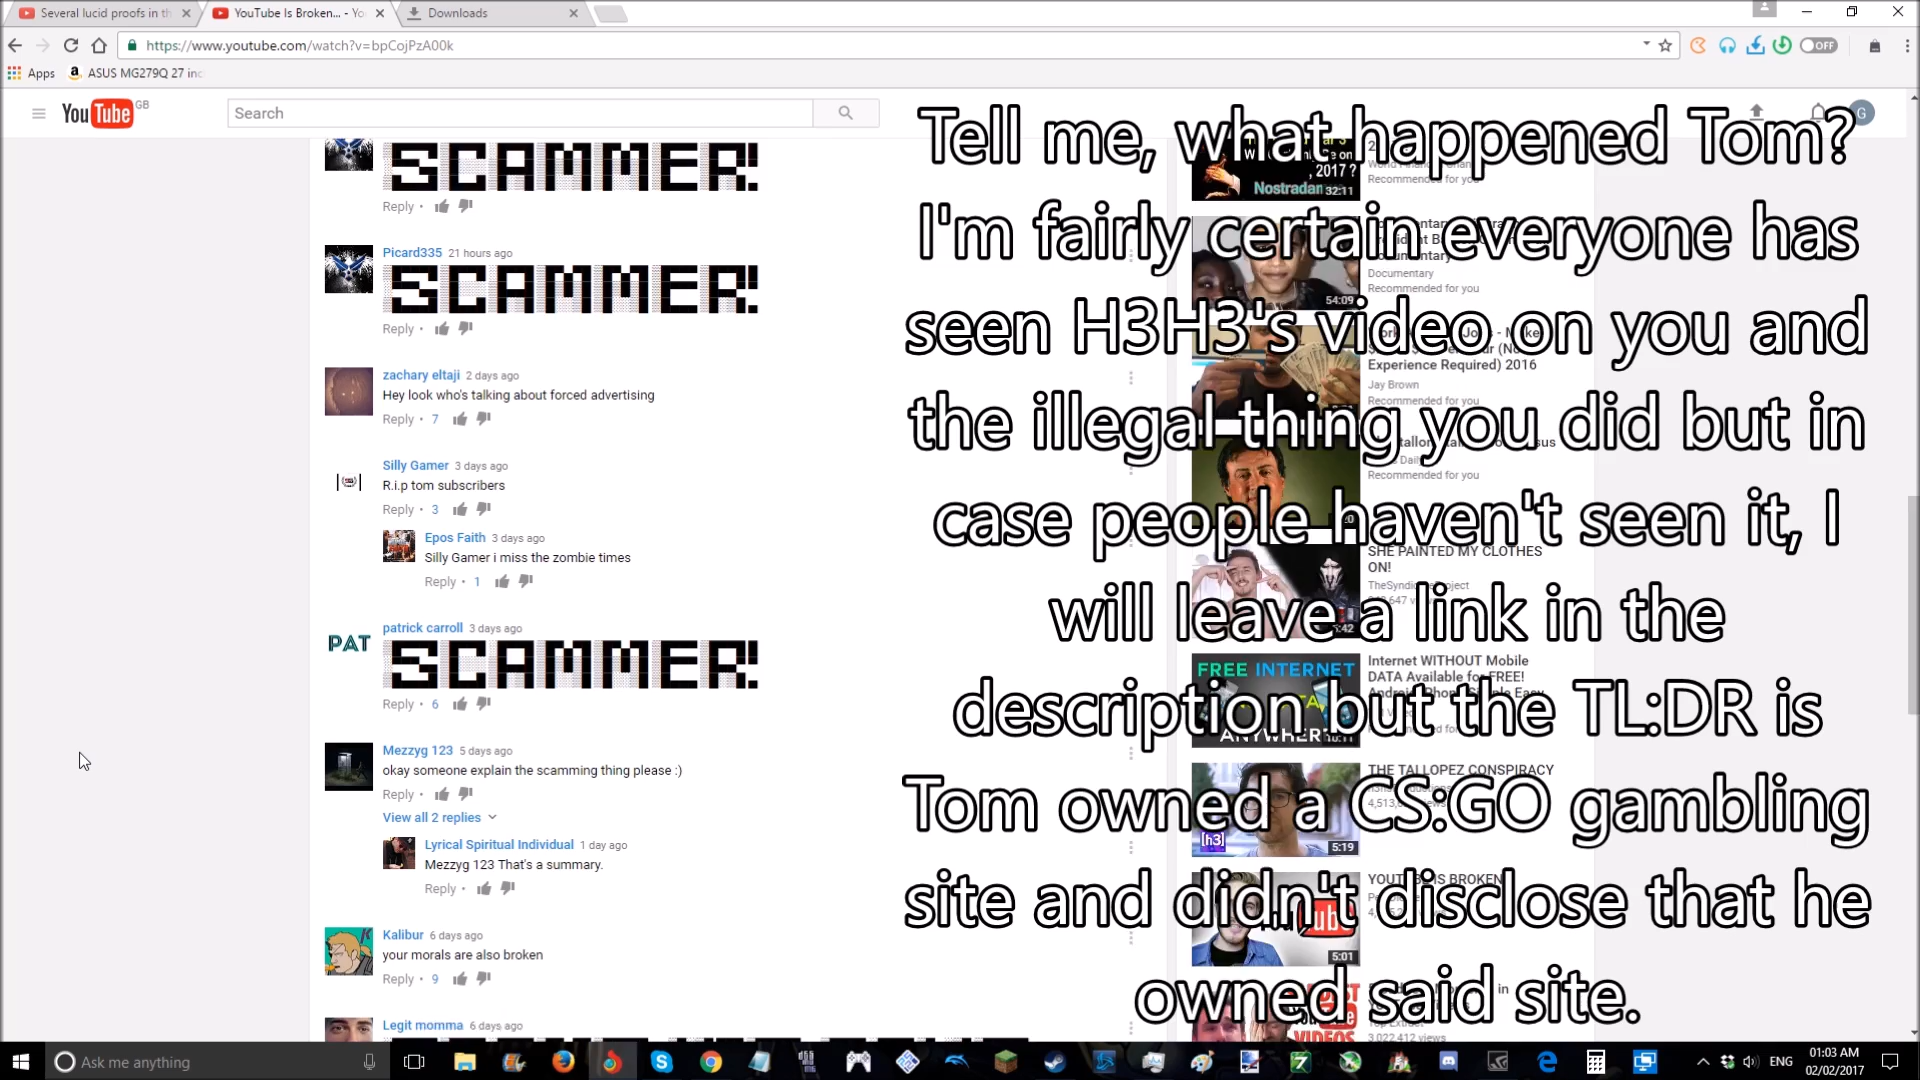 Several lucid proofs in th
YouTube Is Broken... - Yo
Downloads
https://www.youtube.com/watch?v=bpCojPzA00k
OFF
Apps
ASUS MG279Q 27 inc
YouTube GB
Search
G
Tell me, what happened Tom?
I'm fairly certain everyone has
seen H3H3's video on you and
the illegal thing you did but in
case people haven't seen it, I
will leave a link in the
description but the TL:DR is
Tom owned a CS:GO gambling
site and didn't disclose that he
owned said site.
SCAMMER!
Reply •
Picard335 21 hours ago
SCAMMER!
Reply •
zachary eltaji 2 days ago
Hey look who's talking about forced advertising
Reply • 7
Silly Gamer 3 days ago
R.i.p tom subscribers
Reply • 3
Epos Faith 3 days ago
Silly Gamer i miss the zombie times
Reply • 1
PAT
patrick carroll 3 days ago
SCAMMER!
Reply • 6
Mezzyg 123 5 days ago
okay someone explain the scamming thing please :)
Reply •
View all 2 replies
Lyrical Spiritual Individual 1 day ago
Mezzyg 123 That's a summary.
Reply •
Kalibur 6 days ago
your morals are also broken
Reply • 9
Legit momma 6 days ago
, 2017 ?
32:11
Recommended for you
54:09
Documentary
Recommended for you
Experience Required) 2016
Jay Brown
Recommended for you
Recommended for you
SHE PAINTED MY CLOTHES
ON!
FREE INTERNET
Internet WITHOUT Mobile
DATA Available for FREE!
THE TALLOPEZ CONSPIRACY
[h3]
5:19
YOUTUBE IS BROKEN
5:01
3,022,412 views
Ask me anything
ENG
01:03 AM
02/02/2017